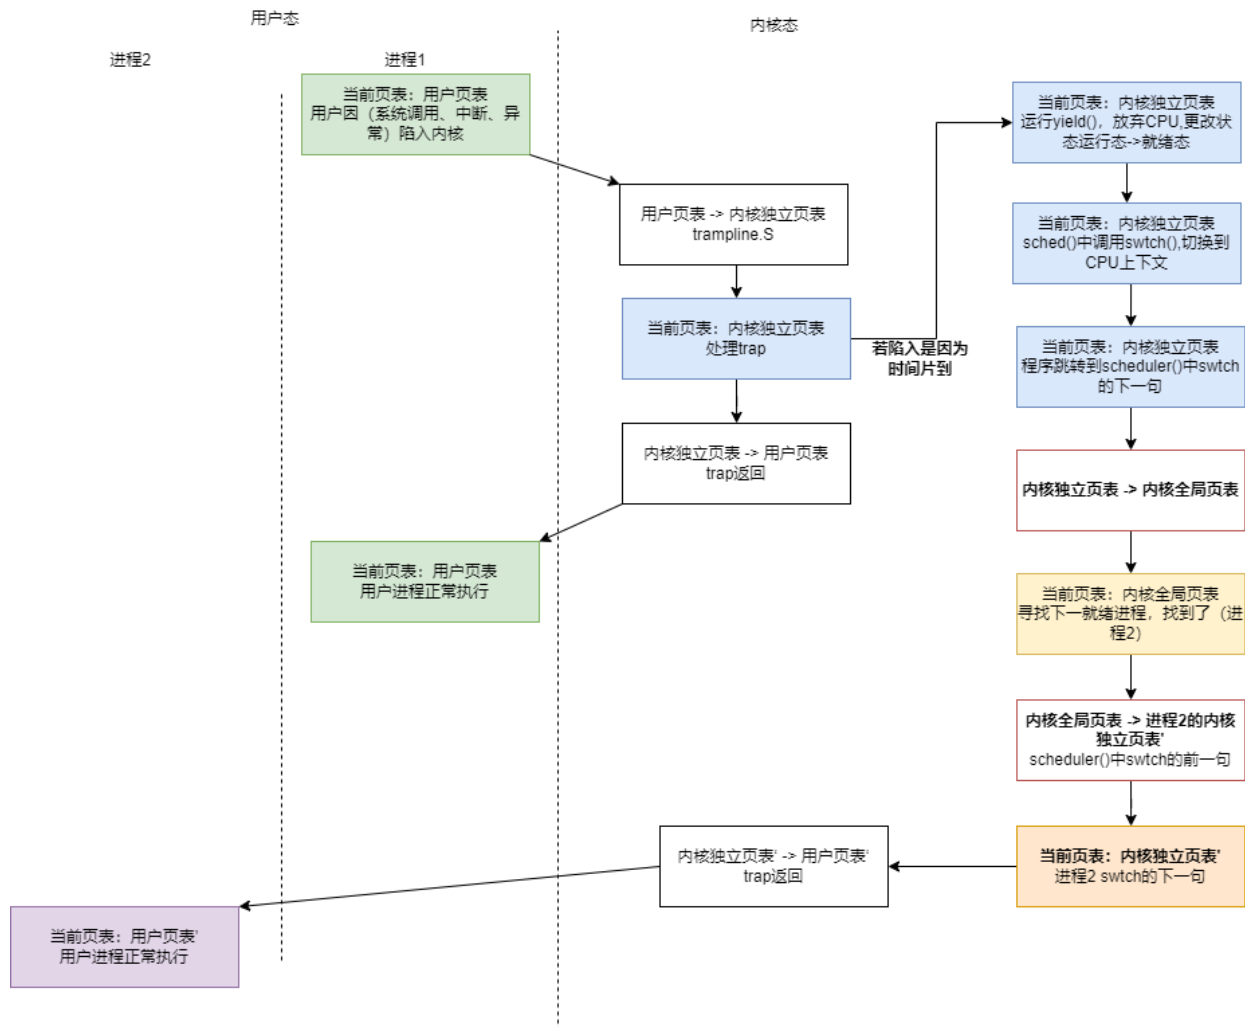 用户态
内核态
进程2
进程1
当前页表：用户页表
用户因（系统调用、中断、异
常）陷入内核
用户页表 -> 内核独立页表
trampline.S
当前页表：内核独立页表
处理trap
若陷入是因为
时间片到
内核独立页表 -> 用户页表
trap返回
当前页表：用户页表
用户进程正常执行
当前页表：内核独立页表
运行yield()，放弃CPU,更改状
态运行态->就绪态
当前页表：内核独立页表
sched()中调用swtch(),切换到
CPU上下文
当前页表：内核独立页表
程序跳转到scheduler()中swtch
的下一句
内核独立页表 -> 内核全局页表
当前页表：内核全局页表
寻找下一就绪进程，找到了（进
程2）
内核全局页表 -> 进程2的内核
独立页表'
scheduler()中swtch的前一句
当前页表：内核独立页表'
进程2 swtch的下一句
内核独立页表‘ -> 用户页表‘
trap返回
当前页表：用户页表’
用户进程正常执行